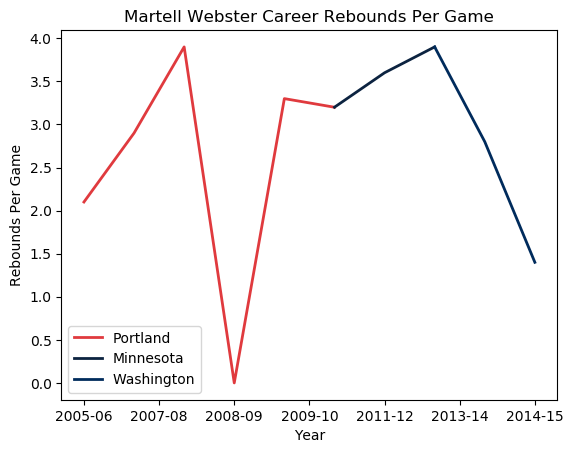 Martell Webster Career Rebounds Per Game
4.0
3.5
3.0
2.5
2.0
1.5
1.0
0.5
0.0
Rebounds Per Game
Portland
Minnesota
Washington
2005-06 2007-08 2008-09 2009-10 2011-12 2013-14 2014-15
Year